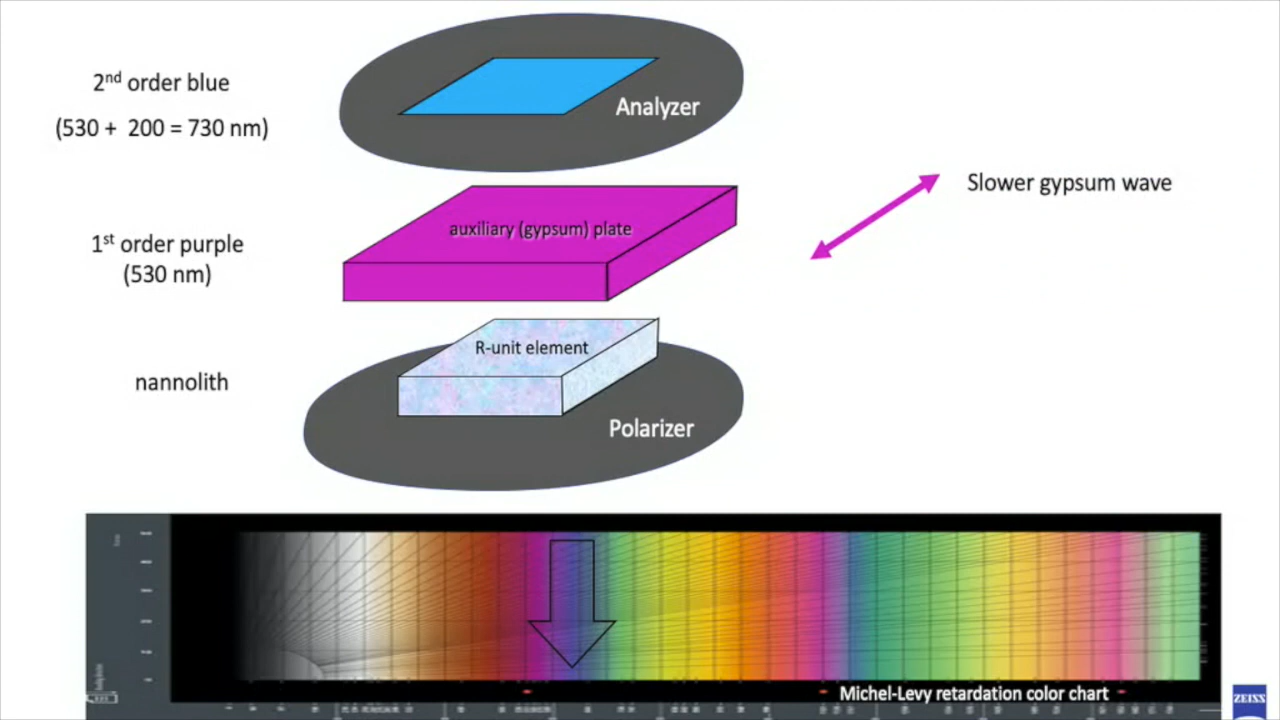 2nd order blue
(530 + 200 = 730 nm)
Analyzer
Slower gypsum wave
auxiliary (gypsum) plate
1st order purple
(530 nm)
R-unit element
nannolith
Polarizer
Michel-Levy retardation color chart
ZEISS